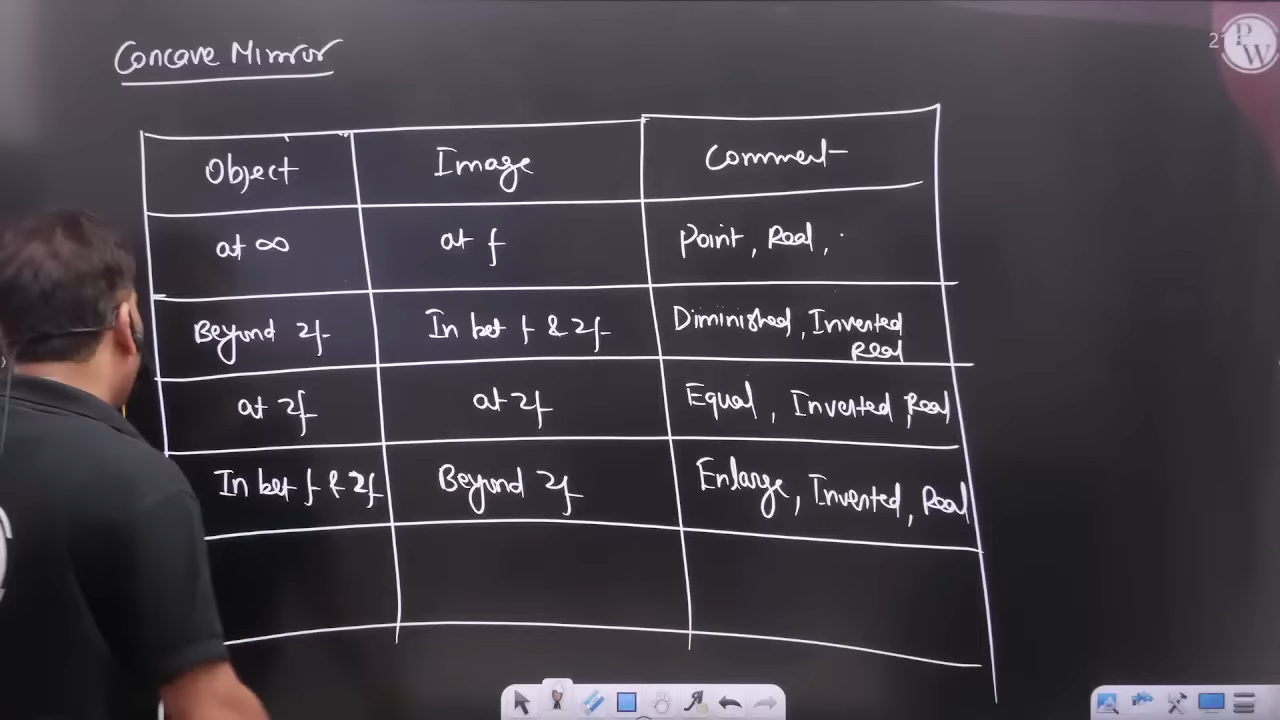 Concave Mirror
Object Image Comment
at ∞ at f Point, Real,
Beyond 2f In bet f & 2f Diminished, Inverted
Real
at 2f at 2f Equal, Inverted, Real
In bet f & 2f Beyond 2f Enlarge, Inverted, Real
PW